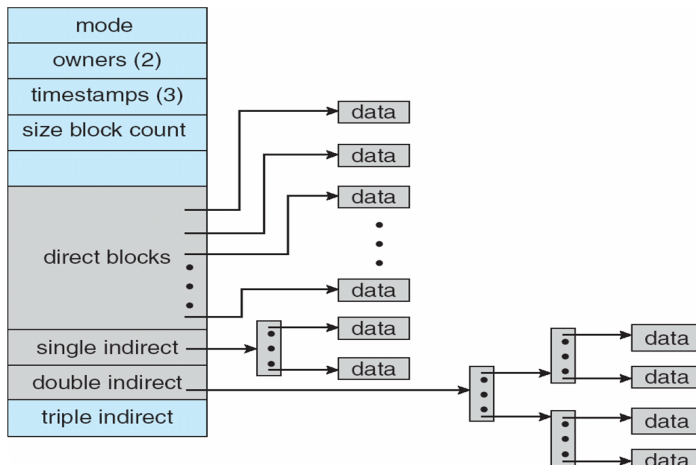 mode
owners (2)
timestamps (3)
size block count
direct blocks
single indirect
double indirect
triple indirect
data
data
data
data
data
data
data
data
data
data